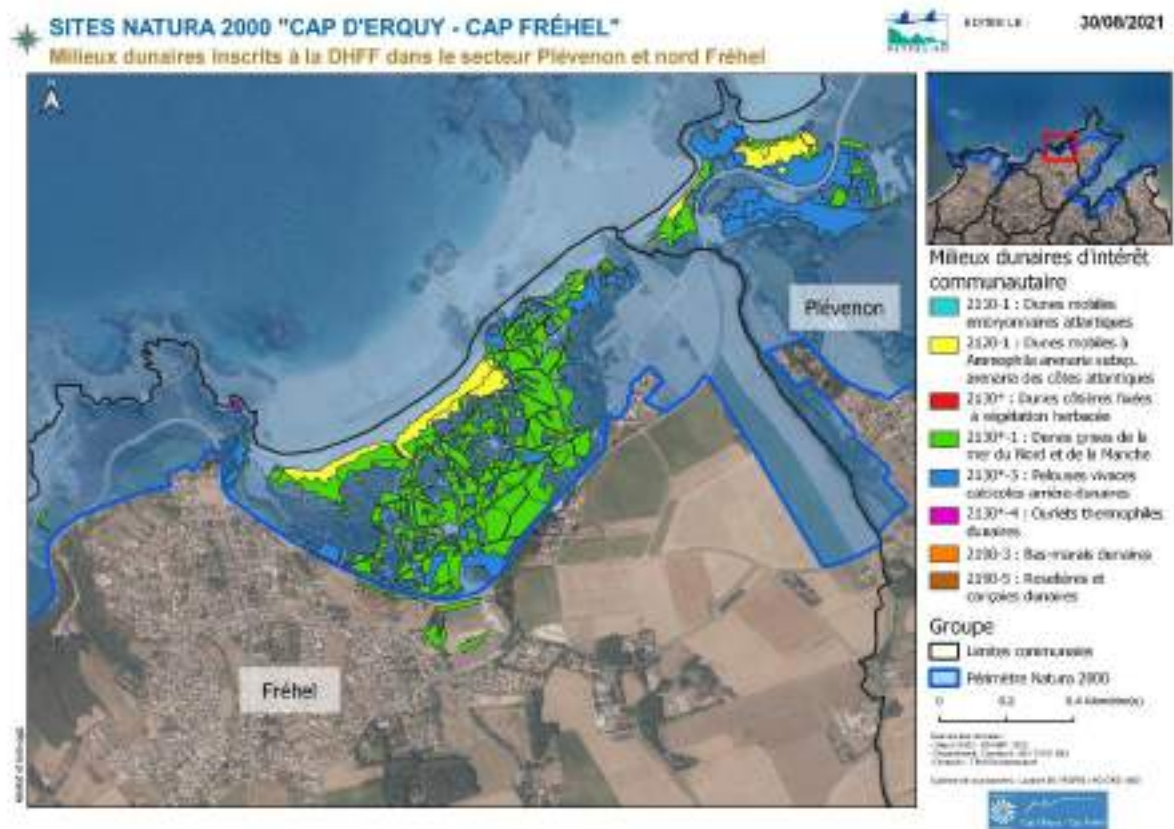 SITES NATURA 2000 "CAP D'ERQUY - CAP FRÉHEL"
Milieux dunaires inscrits à la DHFF dans le secteur Plévenon et nord Fréhel
30/08/2021
N
Plévenon
Fréhel
Milieux dunaires d'intérêt
communautaire
2110-1 : Dunes mobiles
embryonnaires atlantiques
2120-1 : Dunes mobiles à
Ammophila arenaria subsp.
arenaria des côtes atlantiques
2130* : Dunes côtières fixées
à végétation herbacée
2130*-1 : Dunes grises de la
mer du Nord et de la Manche
2130*-3 : Pelouses vivaces
calcicoles arrière-dunaires
2130*-4 : Ourlets thermophiles
dunaires
2190-3 : Bas-marais dunaires
2190-5 : Roselières et
cariçaies dunaires
Groupe
Limites communales
Périmètre Natura 2000
0 0.2 0.4 kilomètre(s)